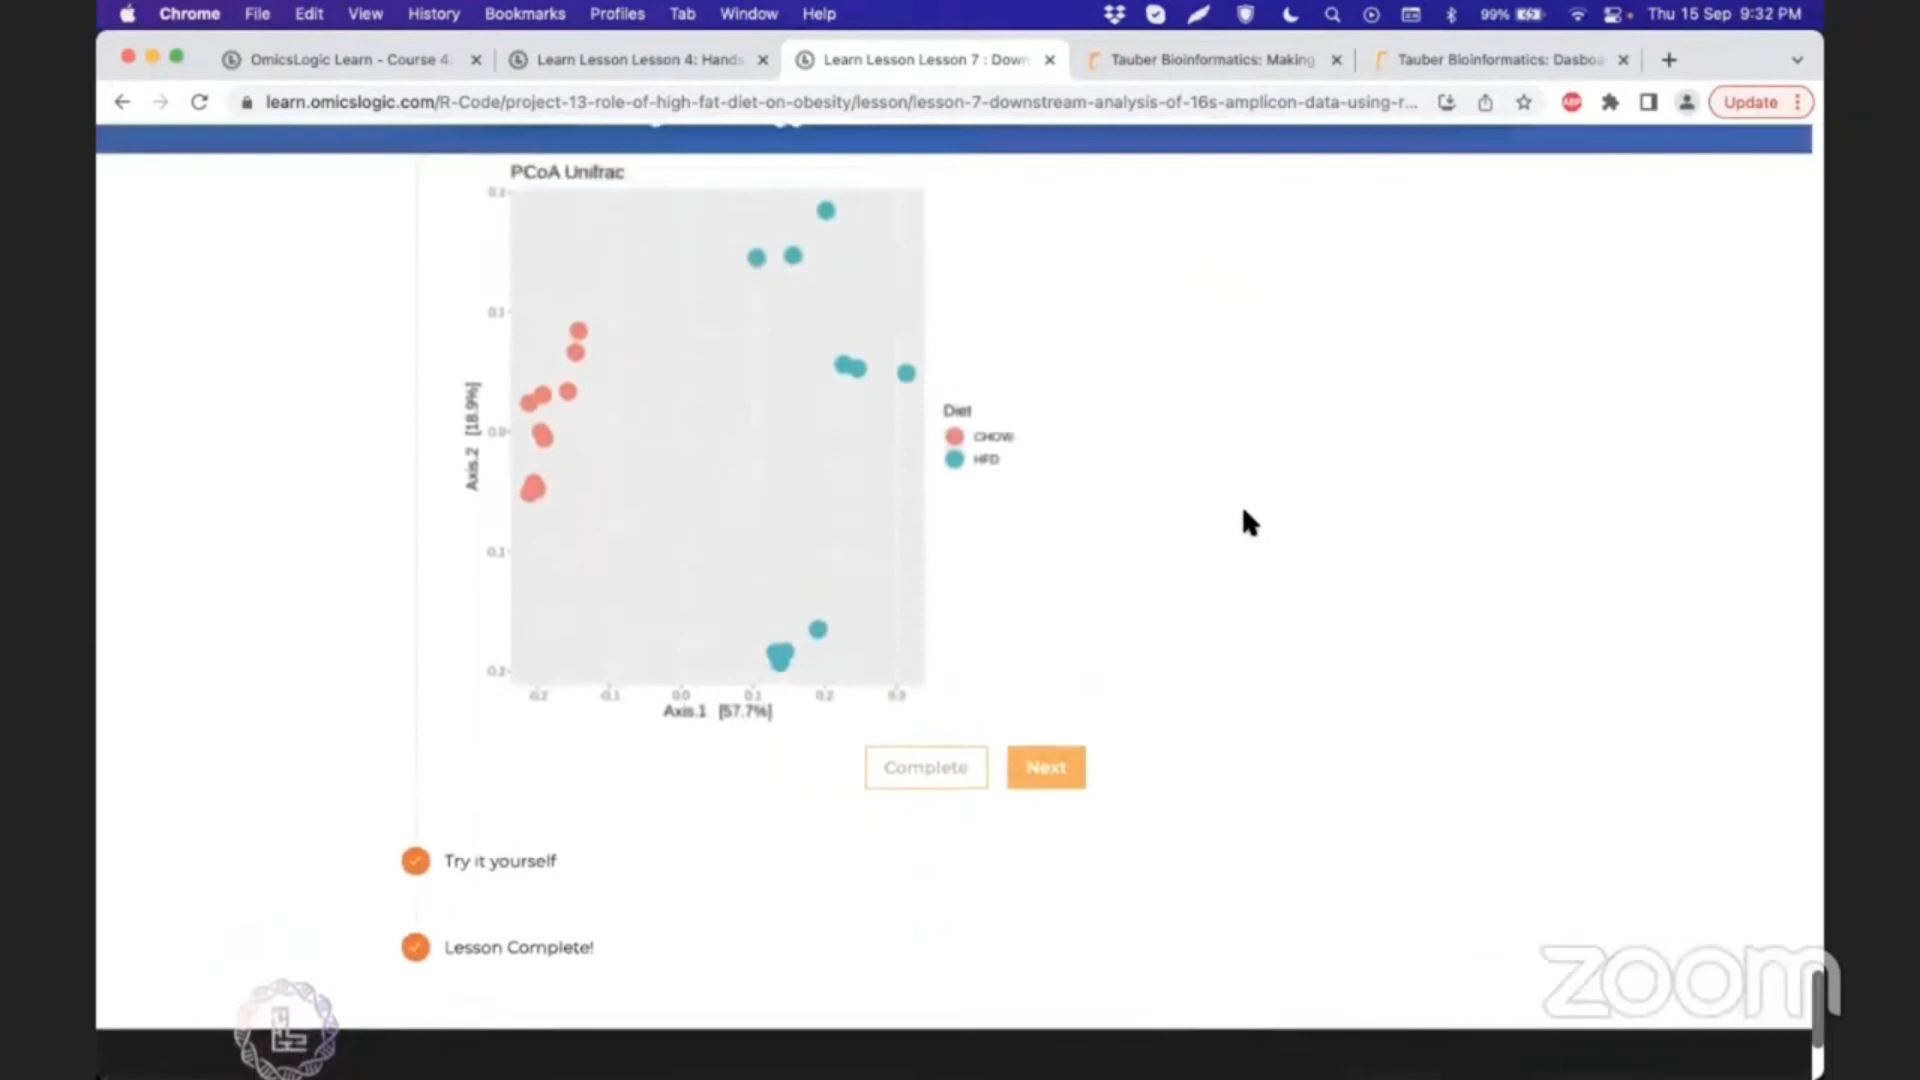 Chrome File Edit View History Bookmarks Profiles Tab Window Help 99% Thu 15 Sep 9:32 PM
OmicsLogic Learn - Course 4: Learn Lesson Lesson 4: Hands Learn Lesson Lesson 7 : Down Tauber Bioinformatics: Making Tauber Bioinformatics: Dasboa
learn.omicslogic.com/R-Code/project-13-role-of-high-fat-diet-on-obesity/lesson/lesson-7-downstream-analysis-of-16s-amplicon-data-using-r... ABP Update
PCoA Unifrac
0.2
0.1
0.0
0.1
0.2
Axis.2 [18.9%]
Diet
CHOW
HFD
-0.2 -0.1 0.0 0.1 0.2 0.3
Axis.1 [57.7%]
Complete Next
Try it yourself
Lesson Complete!
zoom